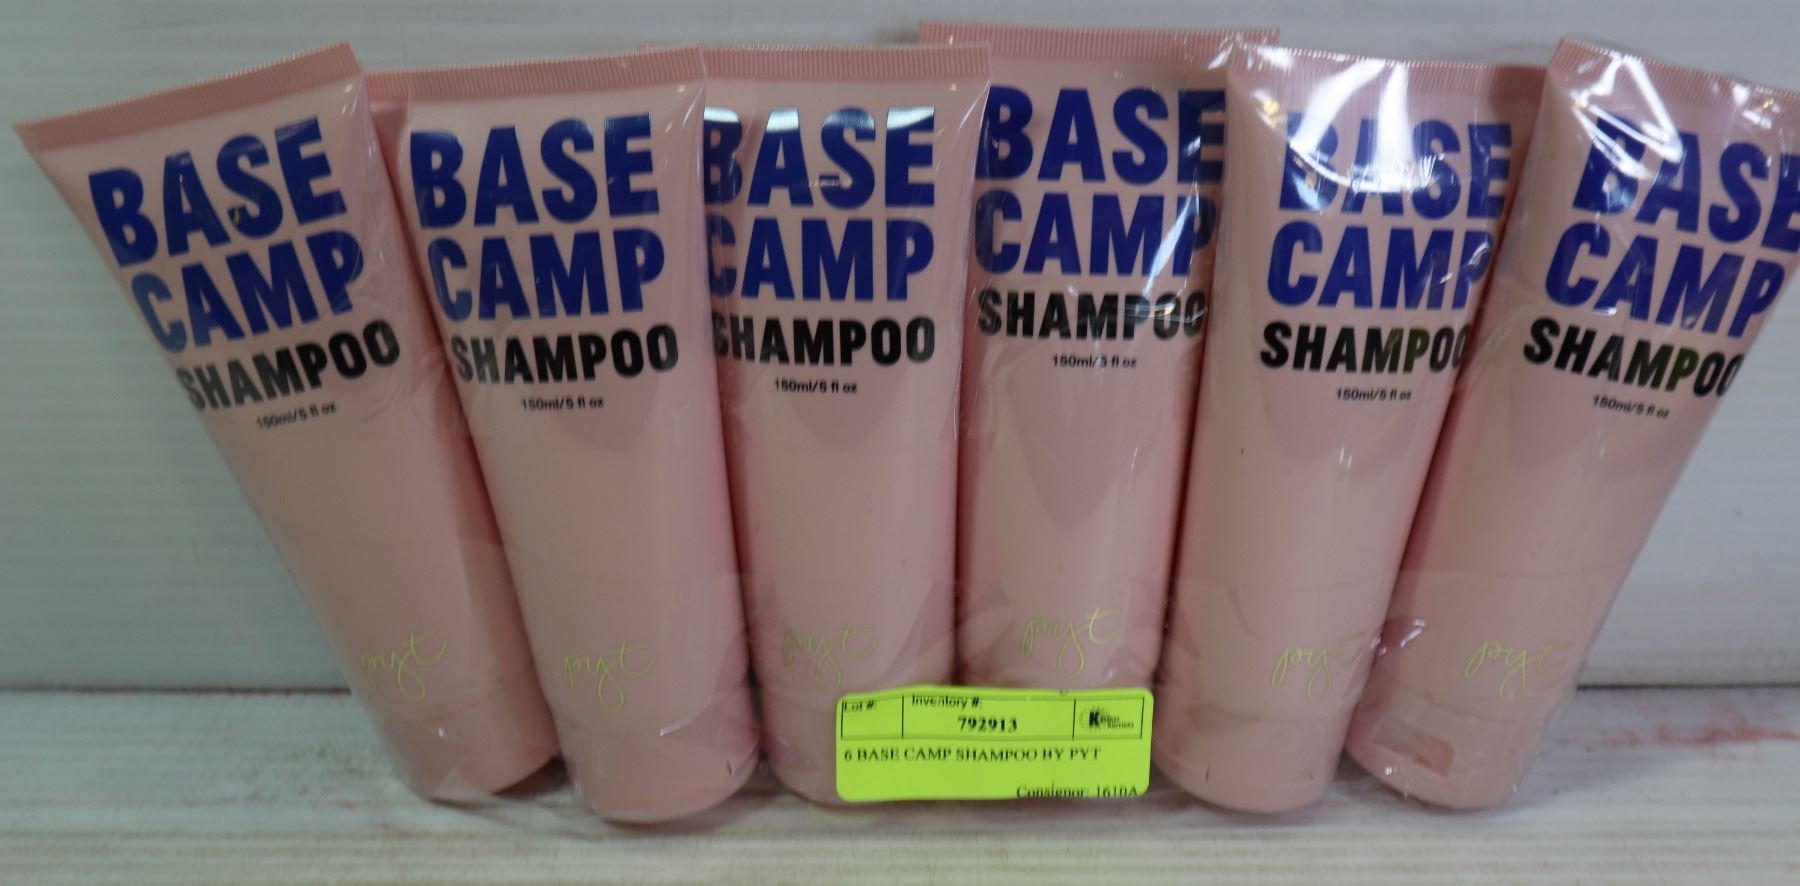 BASE
CAMP
SHAMPOO
150ml/5 fl oz
pyt
BASE
CAMP
SHAMPOO
150ml/5 fl oz
pyt
BASE
CAMP
SHAMPOO
150ml/5 fl oz
pyt
BASE
CAMP
SHAMPOO
150ml/5 fl oz
pyt
BASE
CAMP
SHAMPOO
150ml/5 fl oz
pyt
BASE
CAMP
SHAMPOO
150ml/5 fl oz
pyt
Lot #:
Inventory #:
792913
6 BASE CAMP SHAMPOO BY PYT
Consignor: 1610A